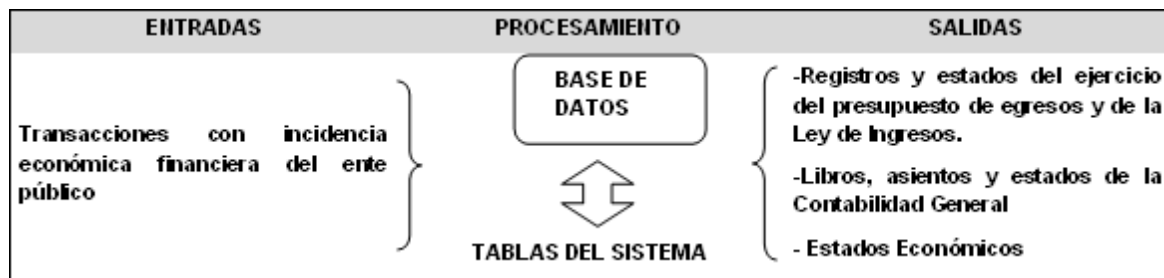 ENTRADAS
PROCESAMIENTO
SALIDAS
Transacciones con incidencia
económica financiera del ente
público
BASE DE
DATOS
TABLAS DEL SISTEMA
-Registros y estados del ejercicio
del presupuesto de egresos y de la
Ley de Ingresos.
-Libros, asientos y estados de la
Contabilidad General
- Estados Económicos